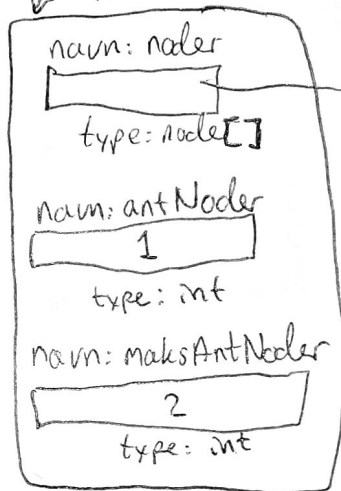 navn: noder
type: node[]
navn: antNoder
1
type: int
navn: maksAntNoder
2
type: int